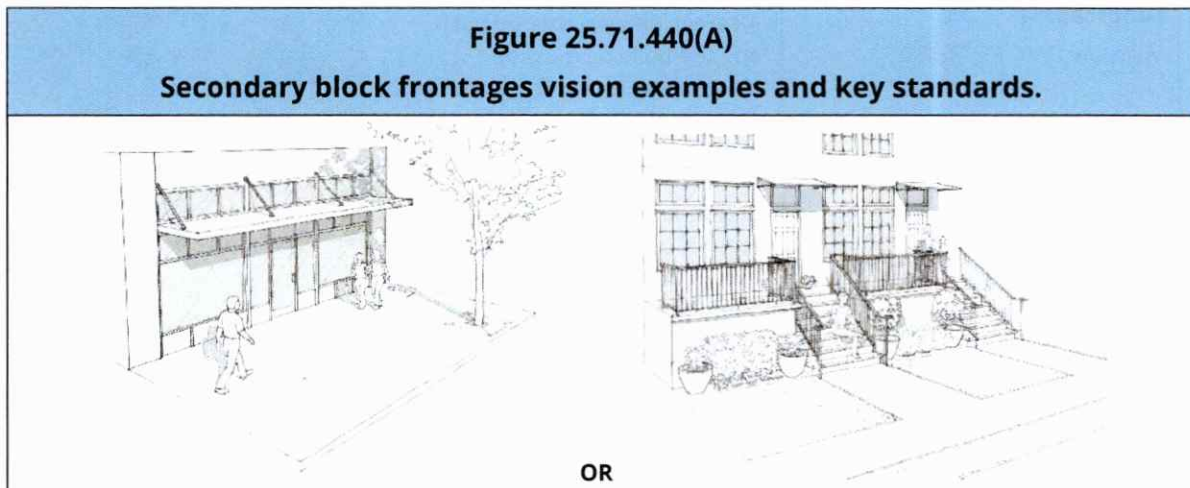 Figure 25.71.440(A)
Secondary block frontages vision examples and key standards.
OR